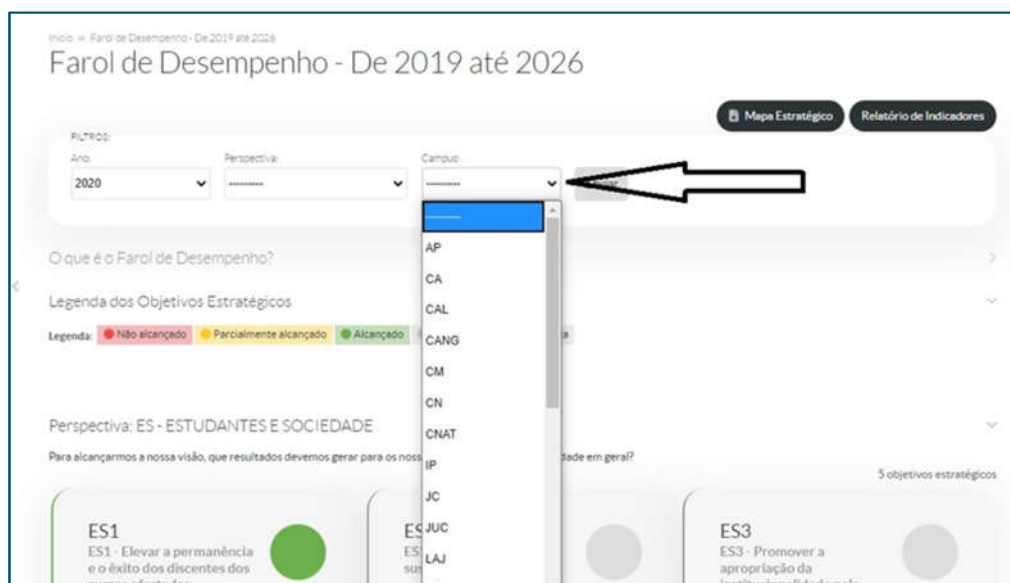 Início » Farol de Desempenho - De 2019 até 2026
Farol de Desempenho - De 2019 até 2026
Mapa Estratégico
Relatório de Indicadores
FILTROS:
Ano: Perspectiva: Campus:
2020 --------- ---------
---------
AP
CA
CAL
CANG
CM
CN
CNAT
IP
JC
JUC
LAJ
O que é o Farol de Desempenho?
Legenda dos Objetivos Estratégicos
Legenda: Não alcançado Parcialmente alcançado Alcançado
Perspectiva: ES - ESTUDANTES E SOCIEDADE
Para alcançarmos a nossa visão, que resultados devemos gerar para os noss dade em geral?
5 objetivos estratégicos
ES1
ES1 - Elevar a permanência
e o êxito dos discentes dos
ES
ES
sus
ES3
ES3 - Promover a
apropriação da